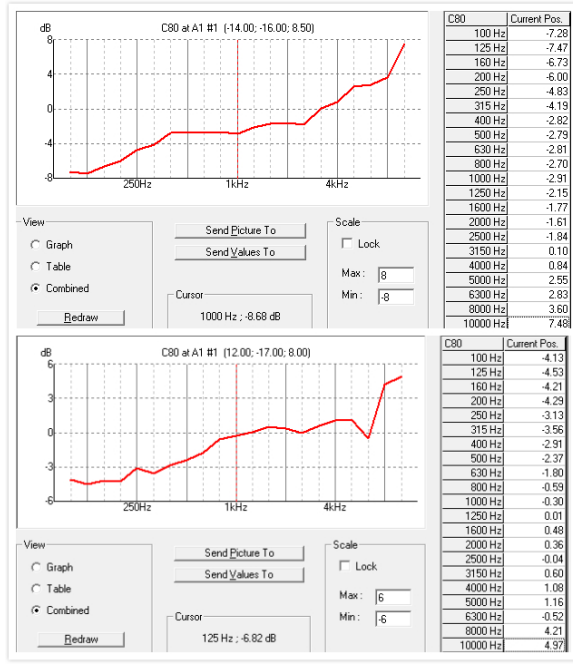 dB C80 at A1 #1 (-14.00; -16.00; 8.50)
8
4
0
-4
-8
250Hz 1kHz 4kHz
C80 Current Pos.
100 Hz -7.28
125 Hz -7.47
160 Hz -6.73
200 Hz -6.00
250 Hz -4.83
315 Hz -4.19
400 Hz -2.82
500 Hz -2.79
630 Hz -2.81
800 Hz -2.70
1000 Hz -2.91
1250 Hz -2.15
1600 Hz -1.77
2000 Hz -1.61
2500 Hz -1.84
3150 Hz 0.10
4000 Hz 0.84
5000 Hz 2.55
6300 Hz 2.83
8000 Hz 3.60
10000 Hz 7.48
View
Graph
Table
Combined
Redraw
Send Picture To
Send Values To
Cursor
1000 Hz ; -8.68 dB
Scale
Lock
Max : 8
Min : -8
dB C80 at A1 #1 (12.00; -17.00; 8.00)
6
3
0
-3
-6
250Hz 1kHz 4kHz
C80 Current Pos.
100 Hz -4.13
125 Hz -4.53
160 Hz -4.21
200 Hz -4.29
250 Hz -3.13
315 Hz -3.56
400 Hz -2.91
500 Hz -2.37
630 Hz -1.80
800 Hz -0.59
1000 Hz -0.30
1250 Hz 0.01
1600 Hz 0.48
2000 Hz 0.36
2500 Hz -0.04
3150 Hz 0.60
4000 Hz 1.08
5000 Hz 1.16
6300 Hz -0.52
8000 Hz 4.21
10000 Hz 4.97
View
Graph
Table
Combined
Redraw
Send Picture To
Send Values To
Cursor
125 Hz ; -6.82 dB
Scale
Lock
Max : 6
Min : -6